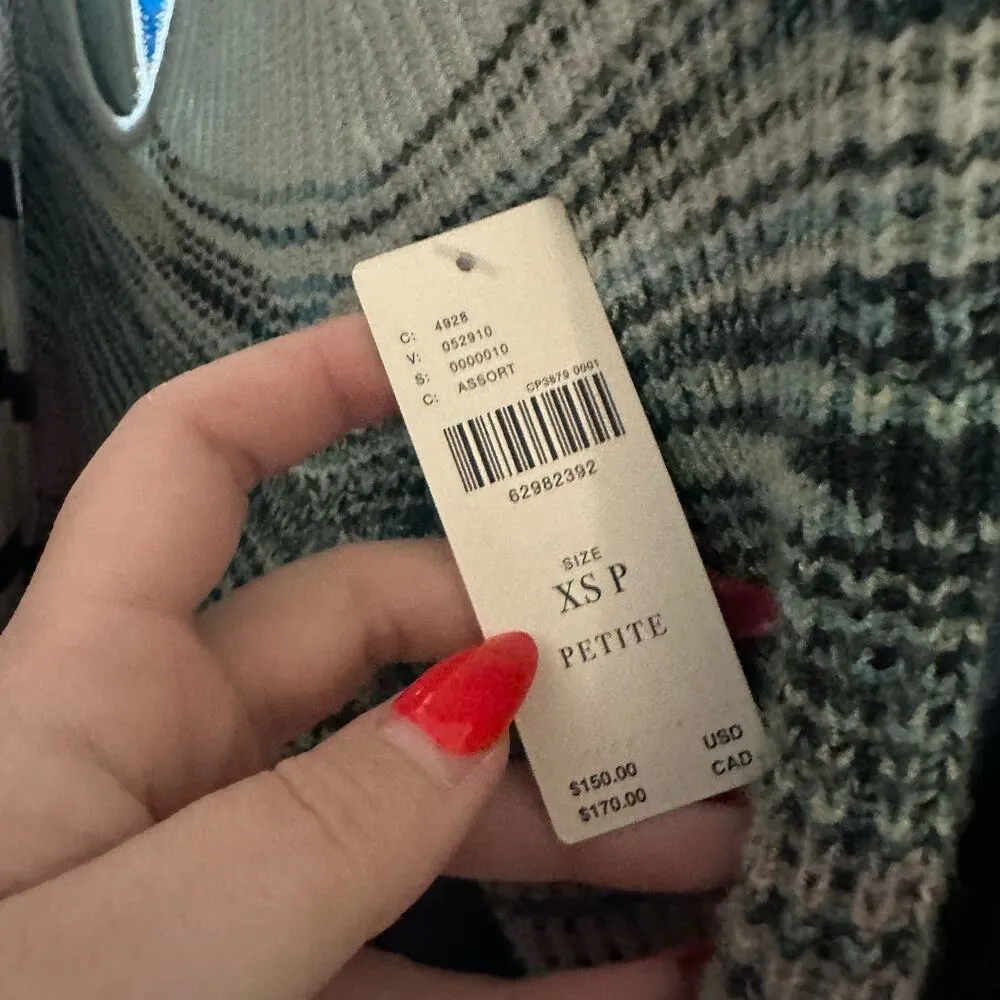 C: 4928
V: 052910
S: 0000010
C: ASSORT
CP3879 0001
62982392
SIZE
XS P
PETITE
$150.00 USD
$170.00 CAD